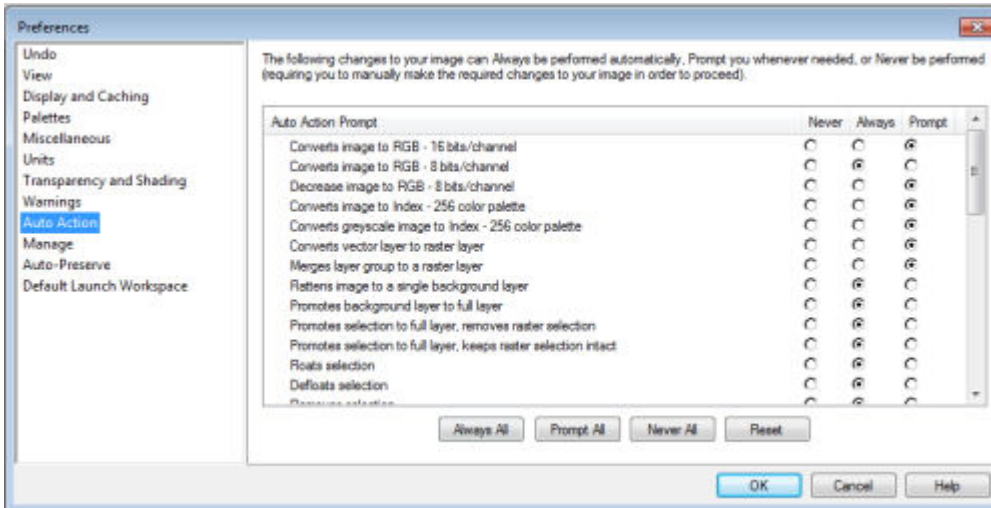 Preferences
Undo
View
Display and Caching
Palettes
Miscellaneous
Units
Transparency and Shading
Warnings
Auto Action
Manage
Auto-Preserve
Default Launch Workspace
The following changes to your image can Always be performed automatically, Prompt you whenever needed, or Never be performed
(requiring you to manually make the required changes to your image in order to proceed).
Auto Action Prompt Never Always Prompt
Converts image to RGB - 16 bits/channel
Converts image to RGB - 8 bits/channel
Decrease image to RGB - 8 bits/channel
Converts image to Index - 256 color palette
Converts greyscale image to Index - 256 color palette
Converts vector layer to raster layer
Merges layer group to a raster layer
Flattens image to a single background layer
Promotes background layer to full layer
Promotes selection to full layer, removes raster selection
Promotes selection to full layer, keeps raster selection intact
Floats selection
Defloats selection
Always All Prompt All Never All Reset
OK Cancel Help